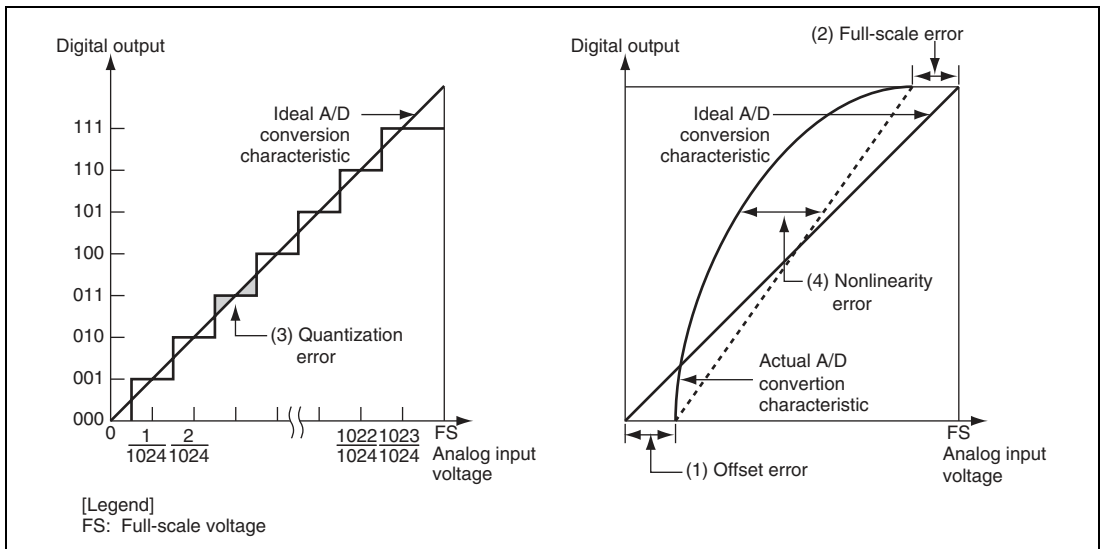 Digital output
Ideal A/D
conversion
characteristic
111
110
101
100
011
010
001
000
(3) Quantization
error
0
1
1024
2
1024
1022
1024
1023
1024
FS
Analog input
voltage
[Legend]
FS: Full-scale voltage
Digital output
(2) Full-scale error
Ideal A/D
conversion
characteristic
(4) Nonlinearity
error
Actual A/D
convertion
characteristic
FS
Analog input
voltage
(1) Offset error